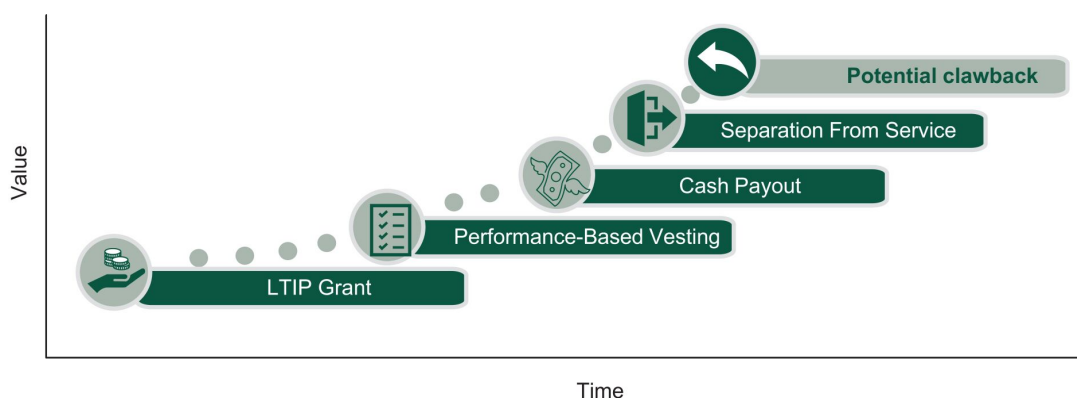 Potential clawback
Separation From Service
Cash Payout
Performance-Based Vesting
LTIP Grant
Value
Time